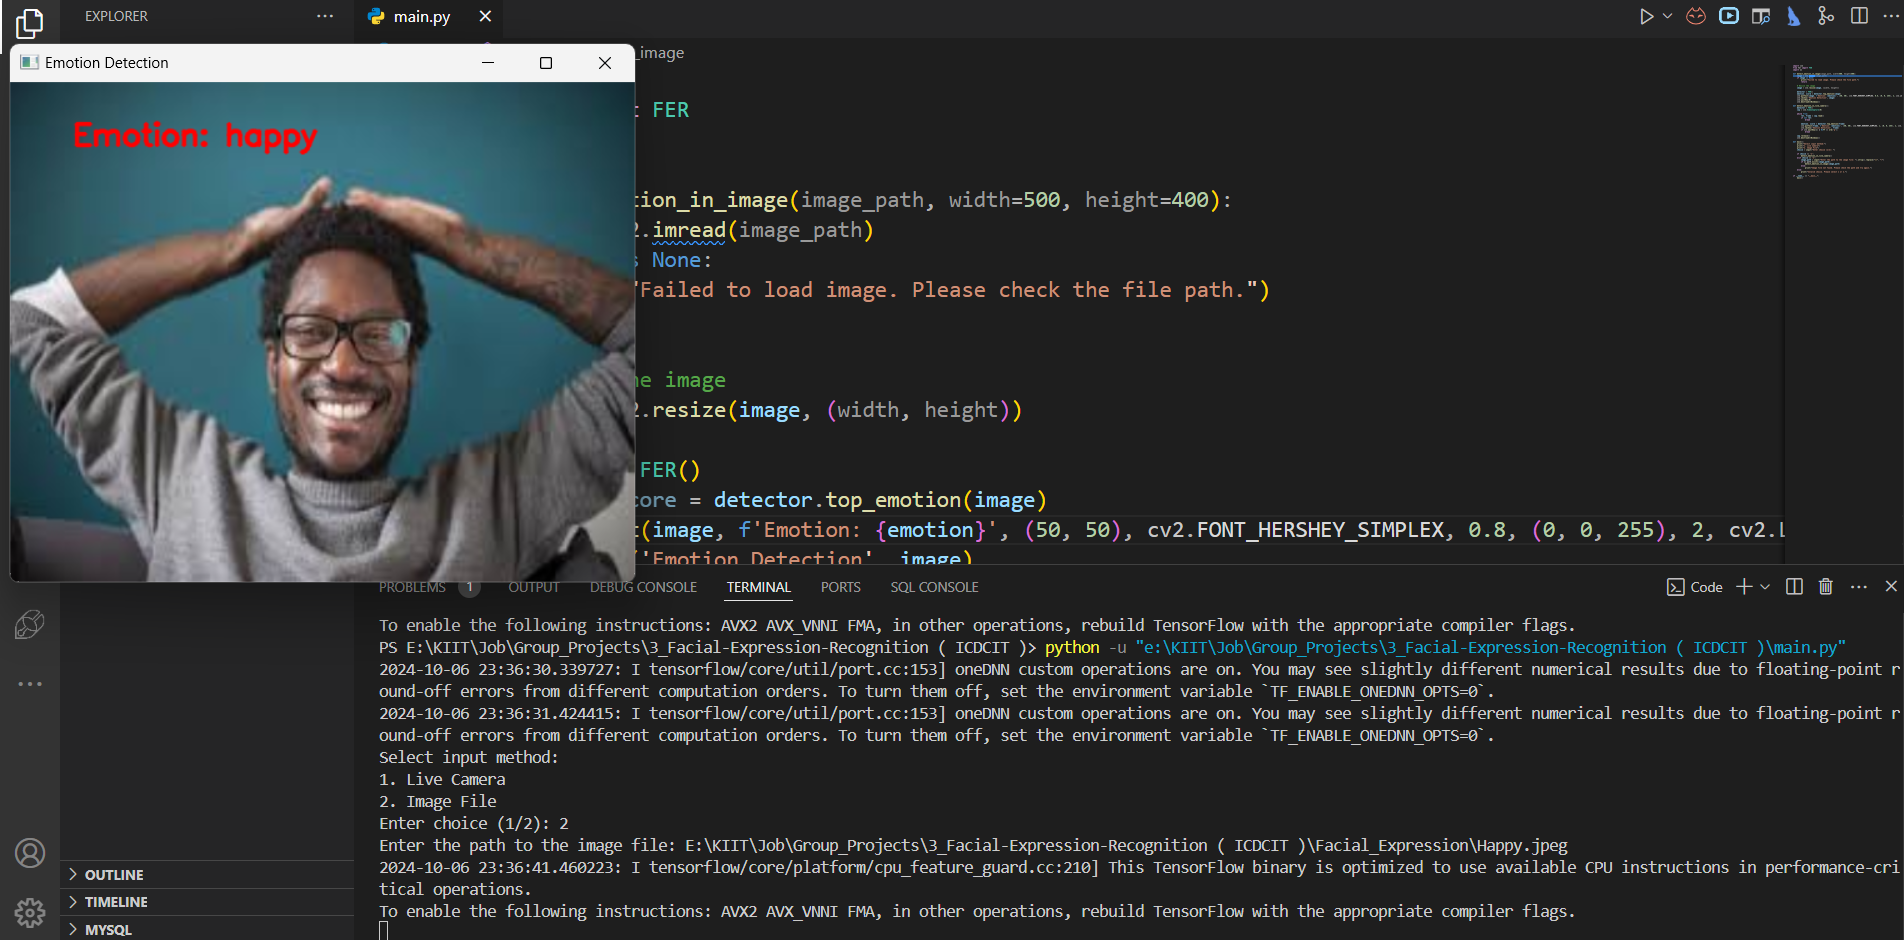 EXPLORER
main.py
Emotion Detection
_image
Emotion: happy
t FER
tion_in_image(image_path, width=500, height=400):
2.imread(image_path)
s None:
"Failed to load image. Please check the file path.")
he image
2.resize(image, (width, height))
FER()
core = detector.top_emotion(image)
t(image, f'Emotion: {emotion}', (50, 50), cv2.FONT_HERSHEY_SIMPLEX, 0.8, (0, 0, 255), 2, cv2.L
('Emotion Detection', image)
PROBLEMS 1 OUTPUT DEBUG CONSOLE TERMINAL PORTS SQL CONSOLE Code
To enable the following instructions: AVX2 AVX_VNNI FMA, in other operations, rebuild TensorFlow with the appropriate compiler flags.
PS E:\KIIT\Job\Group_Projects\3_Facial-Expression-Recognition ( ICDCIT )> python -u "e:\KIIT\Job\Group_Projects\3_Facial-Expression-Recognition ( ICDCIT )\main.py"
2024-10-06 23:36:30.339727: I tensorflow/core/util/port.cc:153] oneDNN custom operations are on. You may see slightly different numerical results due to floating-point r
ound-off errors from different computation orders. To turn them off, set the environment variable `TF_ENABLE_ONEDNN_OPTS=0`.
2024-10-06 23:36:31.424415: I tensorflow/core/util/port.cc:153] oneDNN custom operations are on. You may see slightly different numerical results due to floating-point r
ound-off errors from different computation orders. To turn them off, set the environment variable `TF_ENABLE_ONEDNN_OPTS=0`.
Select input method:
1. Live Camera
2. Image File
Enter choice (1/2): 2
Enter the path to the image file: E:\KIIT\Job\Group_Projects\3_Facial-Expression-Recognition ( ICDCIT )\Facial_Expression\Happy.jpeg
2024-10-06 23:36:41.460223: I tensorflow/core/platform/cpu_feature_guard.cc:210] This TensorFlow binary is optimized to use available CPU instructions in performance-cri
tical operations.
To enable the following instructions: AVX2 AVX_VNNI FMA, in other operations, rebuild TensorFlow with the appropriate compiler flags.
OUTLINE
TIMELINE
MYSQL